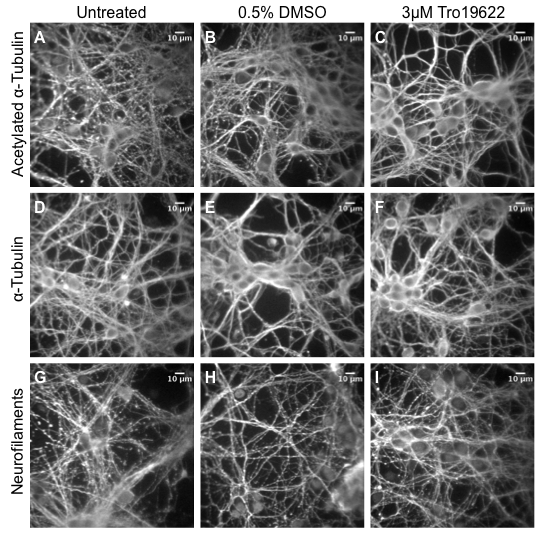 Untreated 0.5% DMSO 3µM Tro19622
Acetylated α- Tubulin
A 10 µm B 10 µm C 10 µm
α-Tubulin
D 10 µm E 10 µm F 10 µm
Neurofilaments
G 10 µm H 10 µm I 10 µm